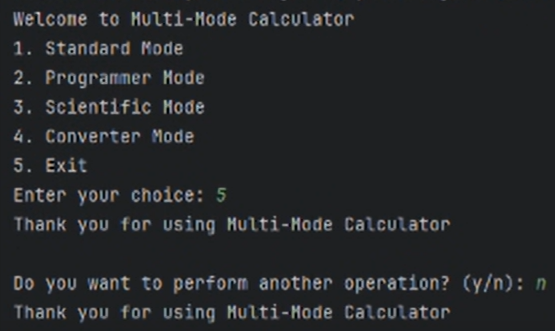 Welcome to Multi-Mode Calculator
1. Standard Mode
2. Programmer Mode
3. Scientific Mode
4. Converter Mode
5. Exit
Enter your choice: 5
Thank you for using Multi-Mode Calculator
Do you want to perform another operation? (y/n): n
Thank you for using Multi-Mode Calculator